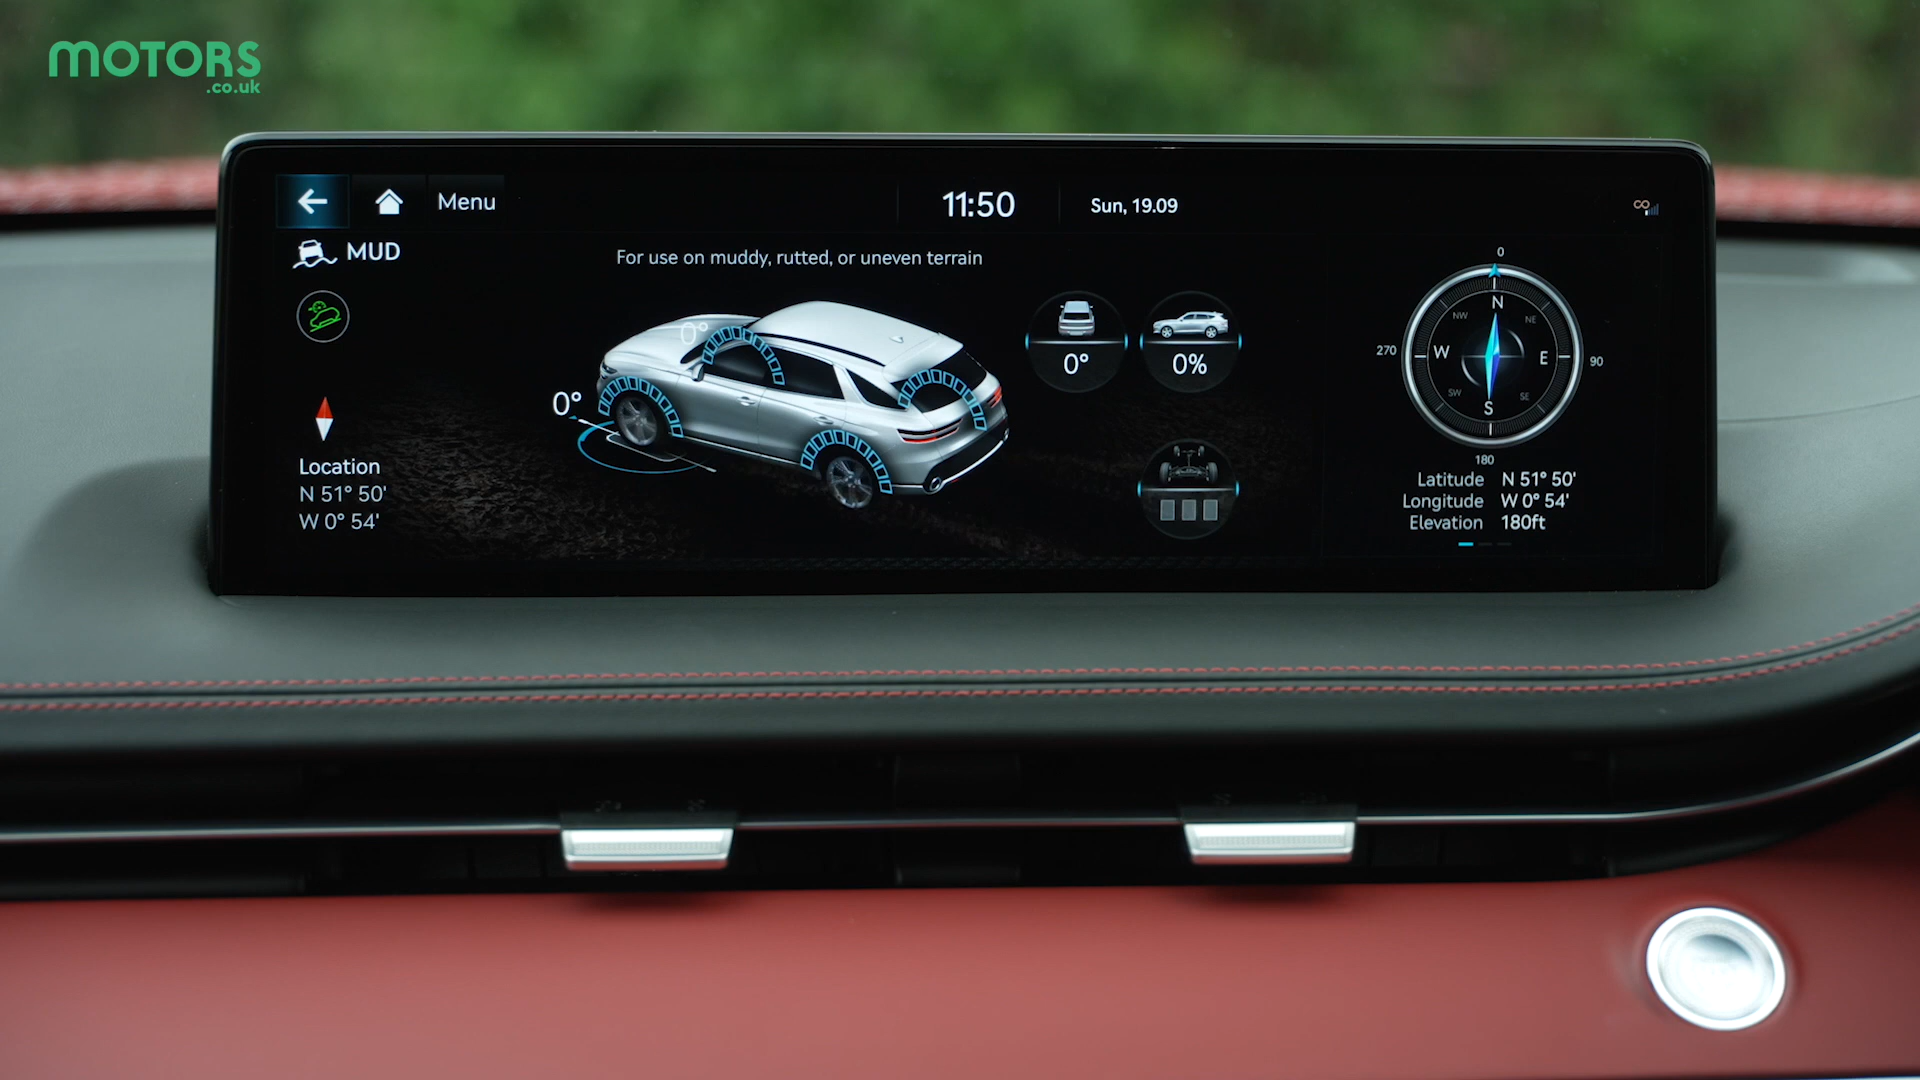 MOTORS
.co.uk
Menu
11:50
Sun, 19.09
MUD
For use on muddy, rutted, or uneven terrain
0°
0°
0°
0%
Location
N 51° 50'
W 0° 54'
0
N
NW
NE
270
W
E
90
SW
SE
S
180
Latitude N 51° 50'
Longitude W 0° 54'
Elevation 180ft